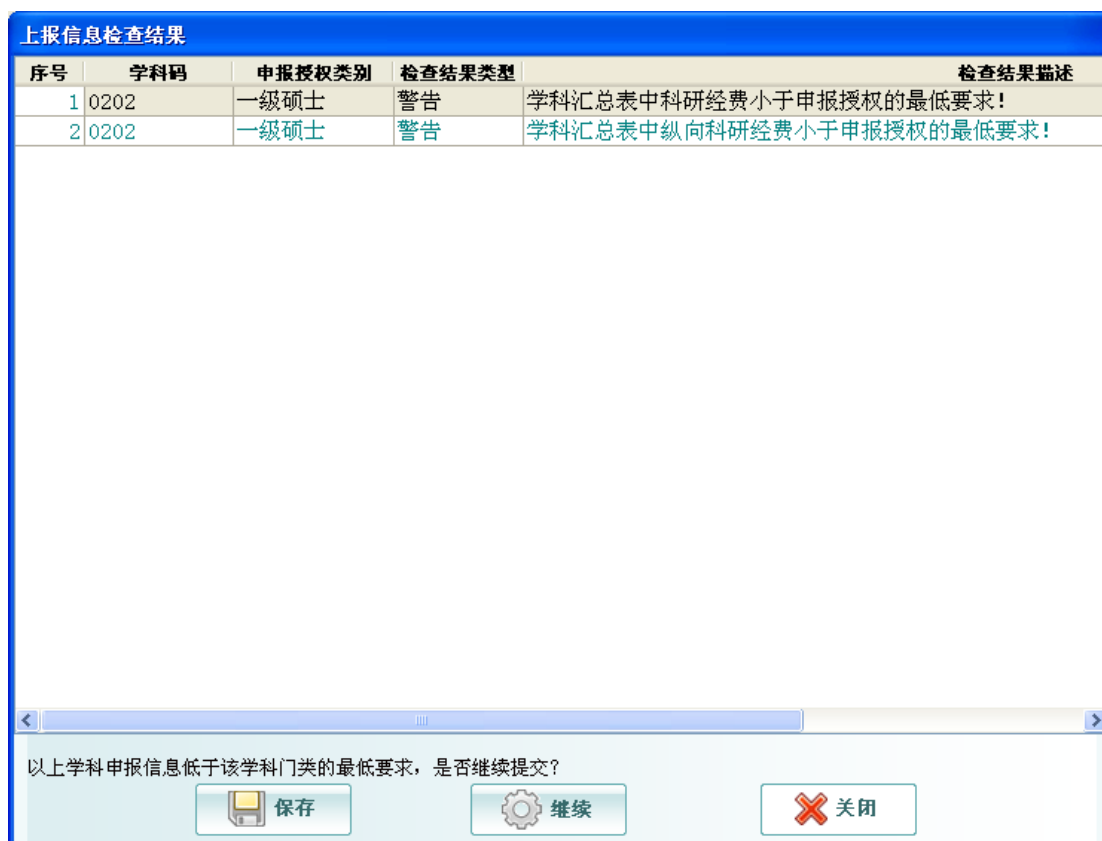 上报信息检查结果
序号 学科码 申报授权类别 检查结果类型 检查结果描述
1 0202 一级硕士 警告 学科汇总表中科研经费小于申报授权的最低要求!
2 0202 一级硕士 警告 学科汇总表中纵向科研经费小于申报授权的最低要求!
以上学科申报信息低于该学科门类的最低要求，是否继续提交?
保存 继续 关闭